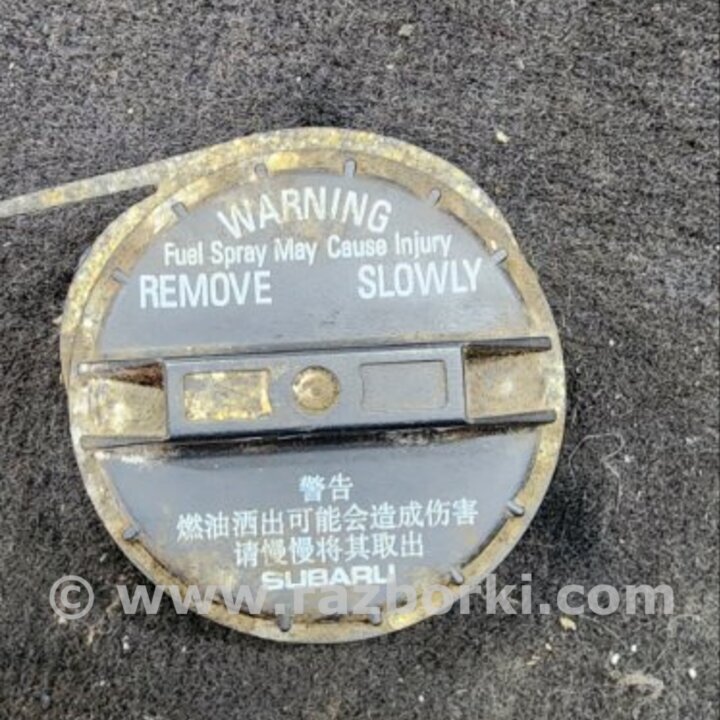 WARNING
Fuel Spray May Cause Injury
REMOVE SLOWLY
警告
燃油洒出可能会造成伤害
请慢慢将其取出
SUBARU
© www.razborki.com